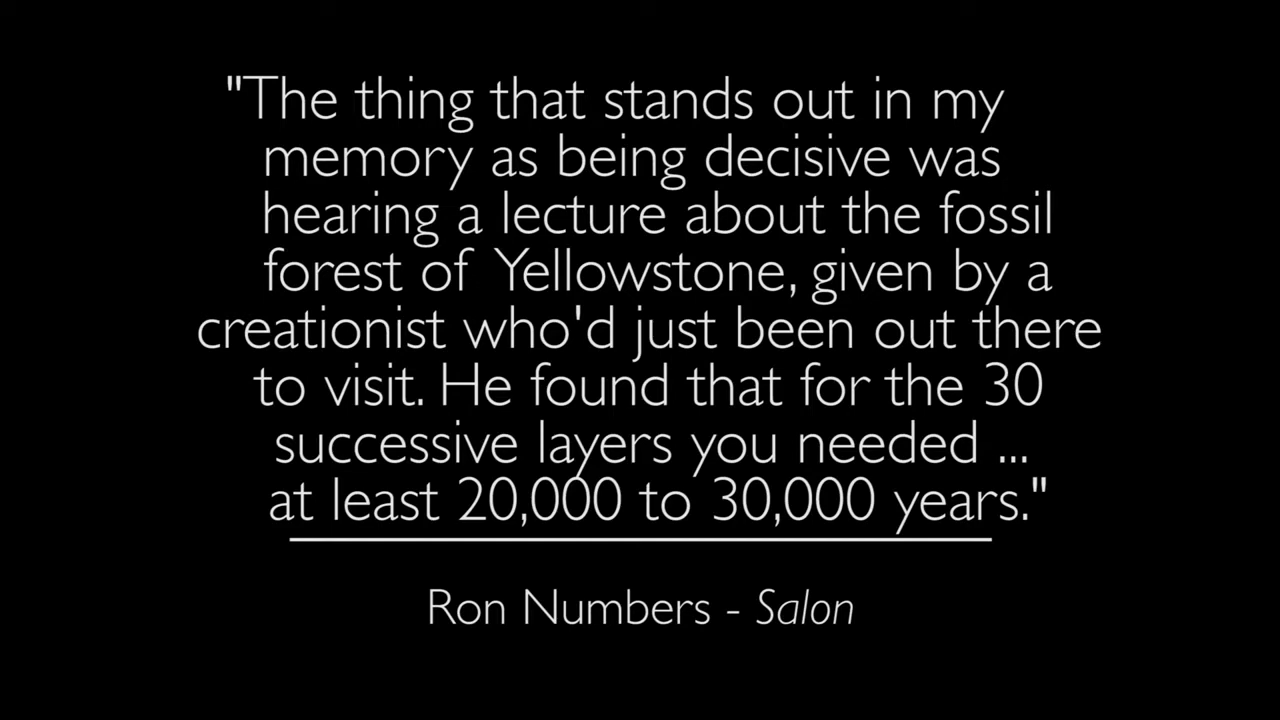 "The thing that stands out in my
memory as being decisive was
hearing a lecture about the fossil
forest of Yellowstone, given by a
creationist who'd just been out there
to visit. He found that for the 30
successive layers you needed ...
at least 20,000 to 30,000 years."
Ron Numbers - Salon